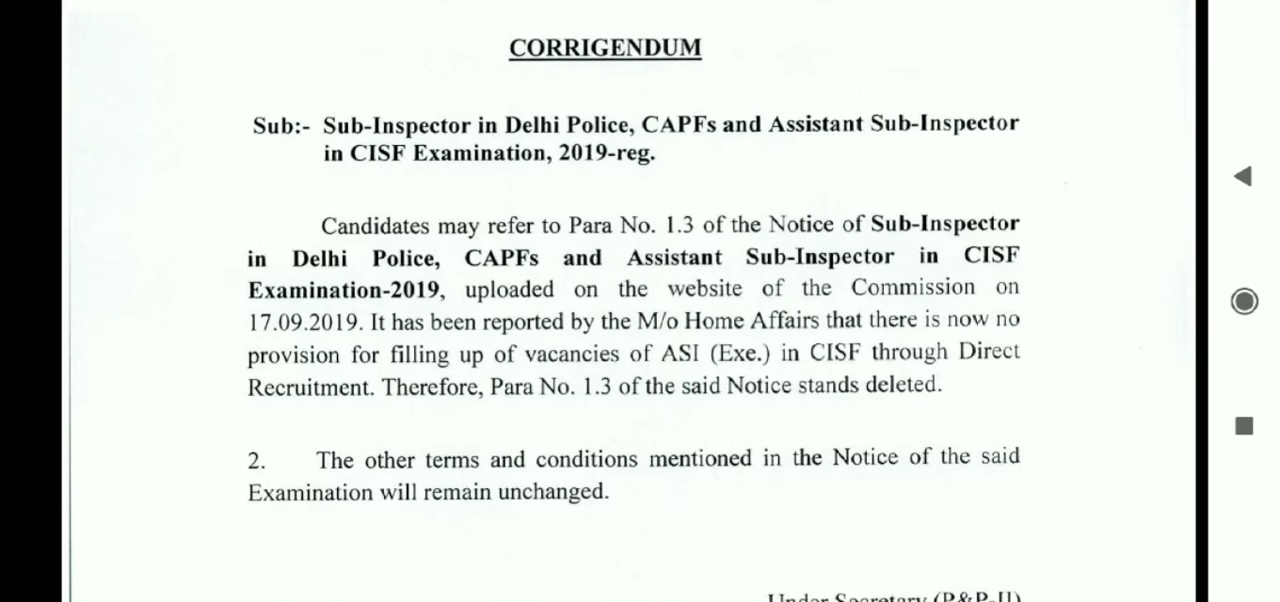 CORRIGENDUM
Sub:- Sub-Inspector in Delhi Police, CAPFs and Assistant Sub-Inspector
in CISF Examination, 2019-reg.
Candidates may refer to Para No. 1.3 of the Notice of Sub-Inspector
in Delhi Police, CAPFs and Assistant Sub-Inspector in CISF
Examination-2019, uploaded on the website of the Commission on
17.09.2019. It has been reported by the M/o Home Affairs that there is now no
provision for filling up of vacancies of ASI (Exe.) in CISF through Direct
Recruitment. Therefore, Para No. 1.3 of the said Notice stands deleted.
2. The other terms and conditions mentioned in the Notice of the said
Examination will remain unchanged.
Under Secretary (P&P-II)